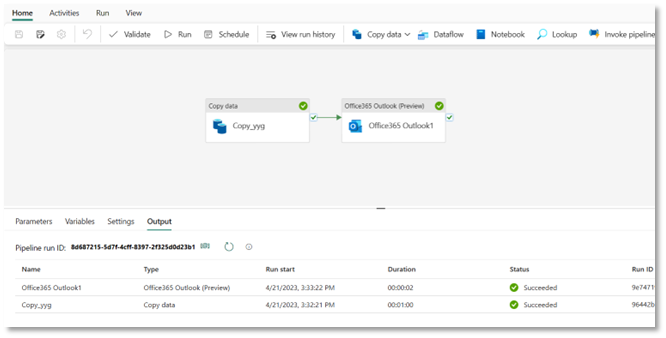 Home Activities Run View
Validate Run Schedule View run history Copy data Dataflow Notebook Lookup Invoke pipeline
Copy data Office365 Outlook (Preview)
Copy_yyg Office365 Outlook1
Parameters Variables Settings Output
Pipeline run ID: 8d687215-5d7f-4cff-8397-2f325d0d23b1
Name Type Run start Duration Status Run ID
Office365 Outlook1 Office365 Outlook (Preview) 4/21/2023, 3:33:22 PM 00:00:02 Succeeded 9e7471
Copy_yyg Copy data 4/21/2023, 3:32:21 PM 00:01:00 Succeeded 96442b